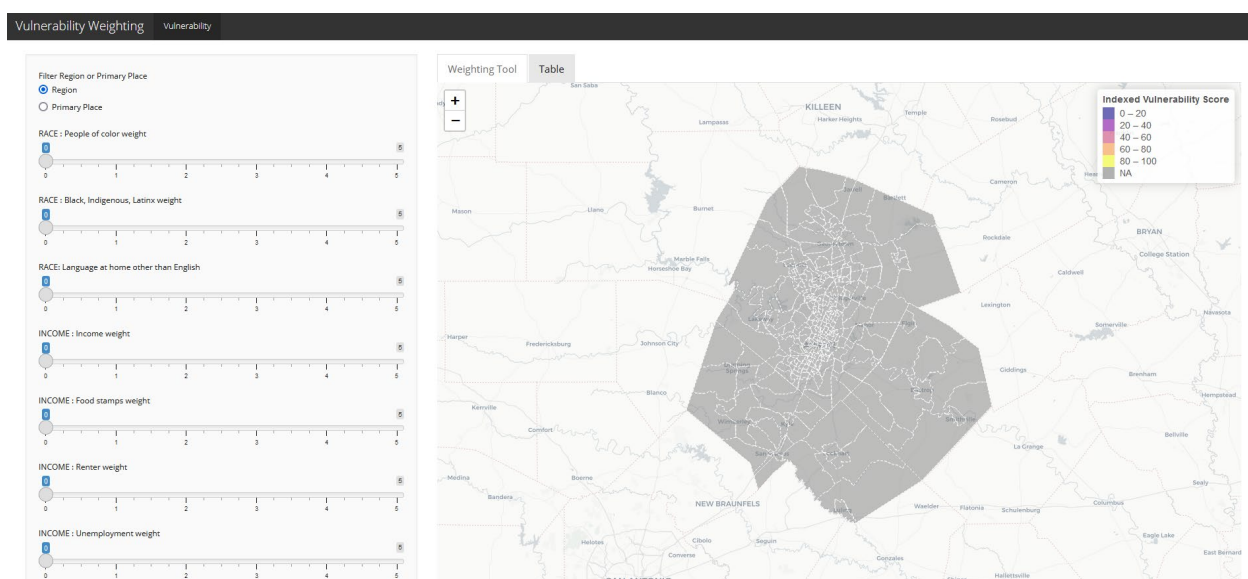 Vulnerability Weighting Vulnerability
Filter Region or Primary Place
Region
Primary Place
RACE : People of color weight
0 5
0 1 2 3 4 5
RACE : Black, Indigenous, Latinx weight
0 5
0 1 2 3 4 5
RACE: Language at home other than English
0 5
0 1 2 3 4 5
INCOME : Income weight
0 5
0 1 2 3 4 5
INCOME : Food stamps weight
0 5
0 1 2 3 4 5
INCOME : Renter weight
0 5
0 1 2 3 4 5
INCOME : Unemployment weight
0 5
0 1 2 3 4 5
Weighting Tool Table
+
−
Indexed Vulnerability Score
0 – 20
20 – 40
40 – 60
60 – 80
80 – 100
NA
San Saba
KILLEEN
Harker Heights
Temple
Lampasas
Rosebud
Cameron
Bartlett
Mason
Llano
Burnet
BRYAN
College Station
Rockdale
Marble Falls
Horseshoe Bay
Caldwell
Lexington
Navasota
Somerville
Harper
Fredericksburg
Johnson City
Giddings
Brenham
Hempstead
Blanco
Kerrville
Comfort
Bellville
La Grange
Medina
Boerne
Sealy
Bandera
NEW BRAUNFELS
Waelder
Flatonia
Schulenburg
Columbus
Eagle Lake
Helotes
Cibolo
Seguin
Converse
East Bernard
Gonzales
Hallettsville